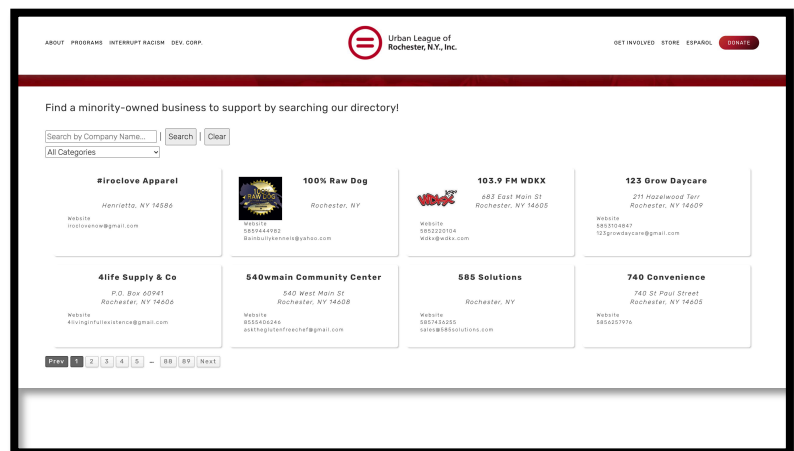 ABOUT PROGRAMS INTERRUPT RACISM DEV. CORP.
Urban League of
Rochester, N.Y., Inc.
GET INVOLVED STORE ESPAÑOL DONATE
Find a minority-owned business to support by searching our directory!
Search by Company Name... | Search | Clear
All Categories
#iroclove Apparel
Henrietta, NY 14586
Website
iroclovenow@gmail.com
RAW DOG
100% Raw Dog
Rochester, NY
Website
5859444982
Bainbullykennels@yahoo.com
WDKX
103.9 FM WDKX
683 East Main St
Rochester, NY 14605
Website
5852220104
Wdkx@wdkx.com
123 Grow Daycare
211 Hazelwood Terr
Rochester, NY 14609
Website
5853104847
123growdaycare@gmail.com
4life Supply & Co
P.O. Box 60941
Rochester, NY 14606
Website
4livinginfullexistence@gmail.com
540wmain Community Center
540 West Main St
Rochester, NY 14608
Website
8555406246
asktheglutenfreechef@gmail.com
585 Solutions
Rochester, NY
Website
5857436255
sales@585solutions.com
740 Convenience
740 St Paul Street
Rochester, NY 14605
Website
5856257976
Prev 1 2 3 4 5 … 88 89 Next